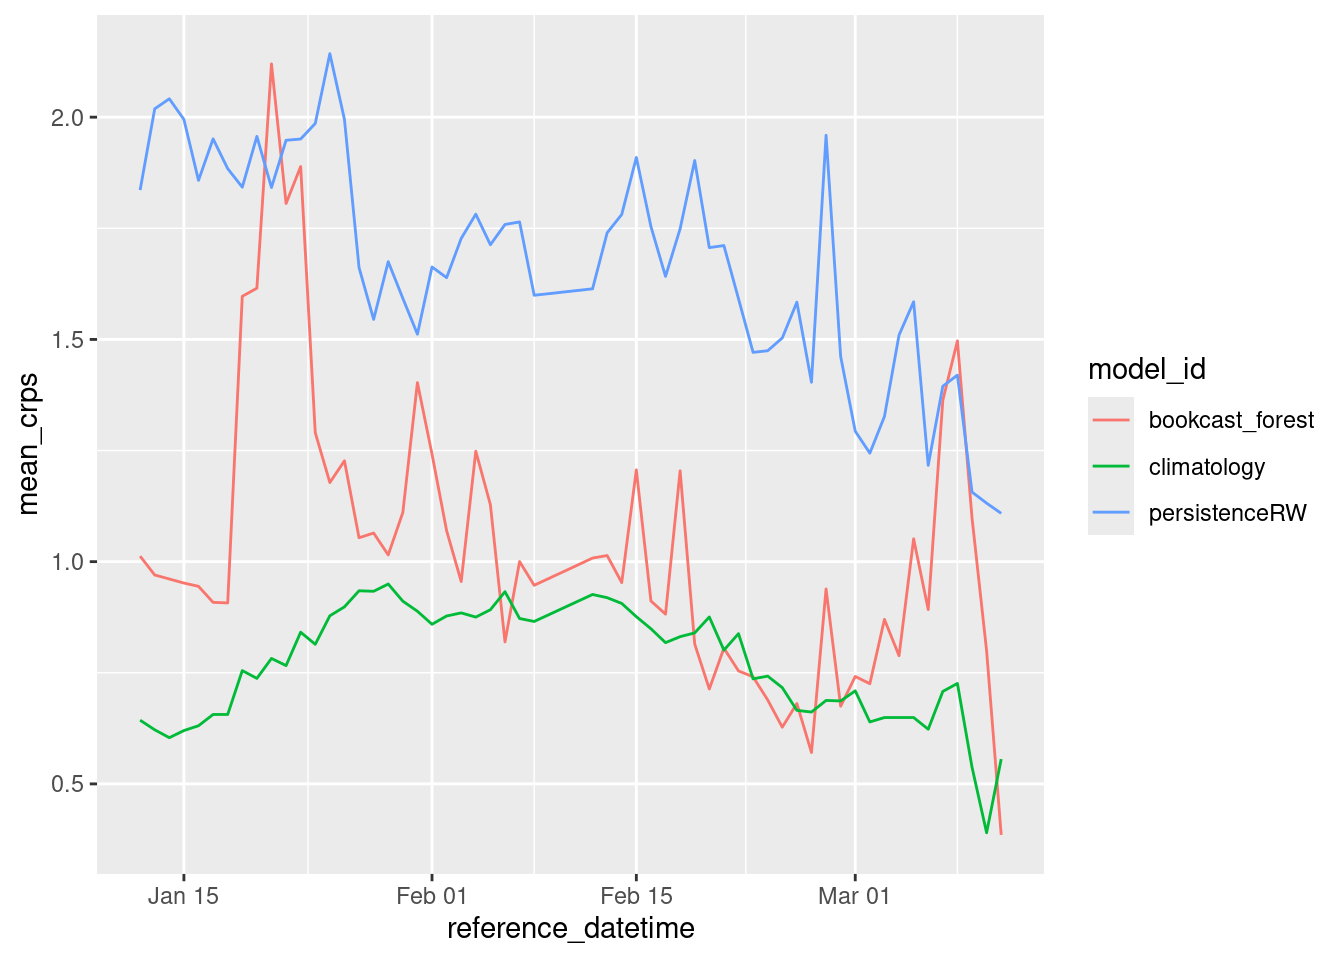 mean_crps
2.0
1.5
1.0
0.5
Jan 15
Feb 01
Feb 15
Mar 01
reference_datetime
model_id
bookcast_forest
climatology
persistenceRW